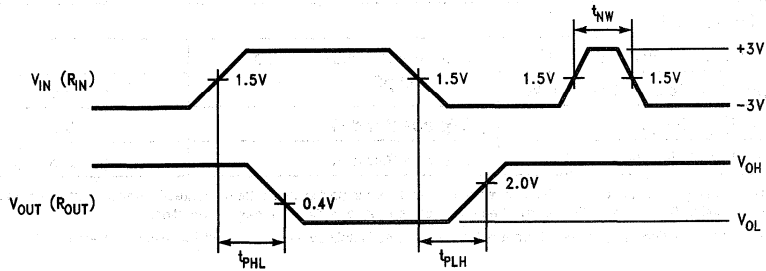 tNW
+3V
VIN (RIN)
1.5V
1.5V
1.5V
1.5V
-3V
VOUT (ROUT)
0.4V
2.0V
VOH
VOL
tPHL
tPLH